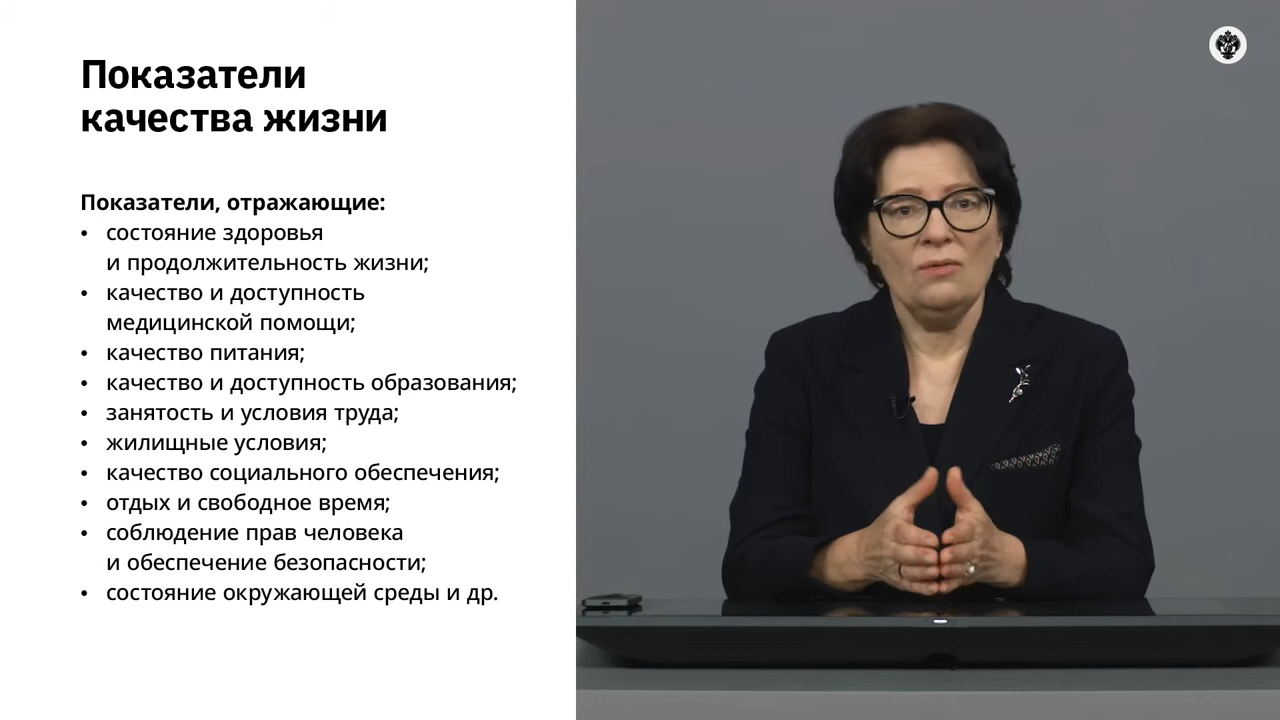 Показатели
качества жизни
Показатели, отражающие:
• состояние здоровья
и продолжительность жизни;
• качество и доступность
медицинской помощи;
• качество питания;
• качество и доступность образования;
• занятость и условия труда;
• жилищные условия;
• качество социального обеспечения;
• отдых и свободное время;
• соблюдение прав человека
и обеспечение безопасности;
• состояние окружающей среды и др.